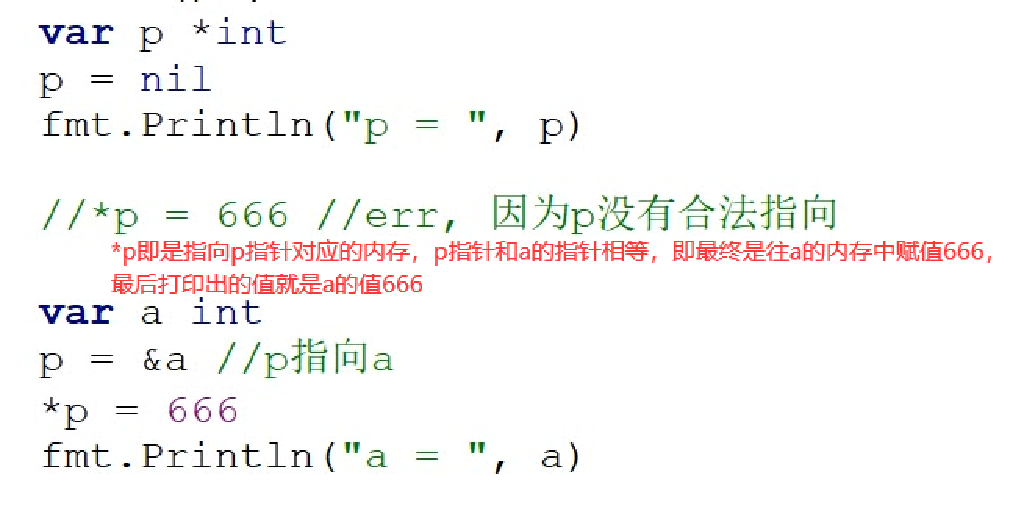 var p *int
p = nil
fmt.Println("p = ", p)
//*p = 666 //err, 因为p没有合法指向
*p即是指向p指针对应的内存，p指针和a的指针相等，即最终是往a的内存中赋值666，
最后打印出的值就是a的值666
var a int
p = &a //p指向a
*p = 666
fmt.Println("a = ", a)